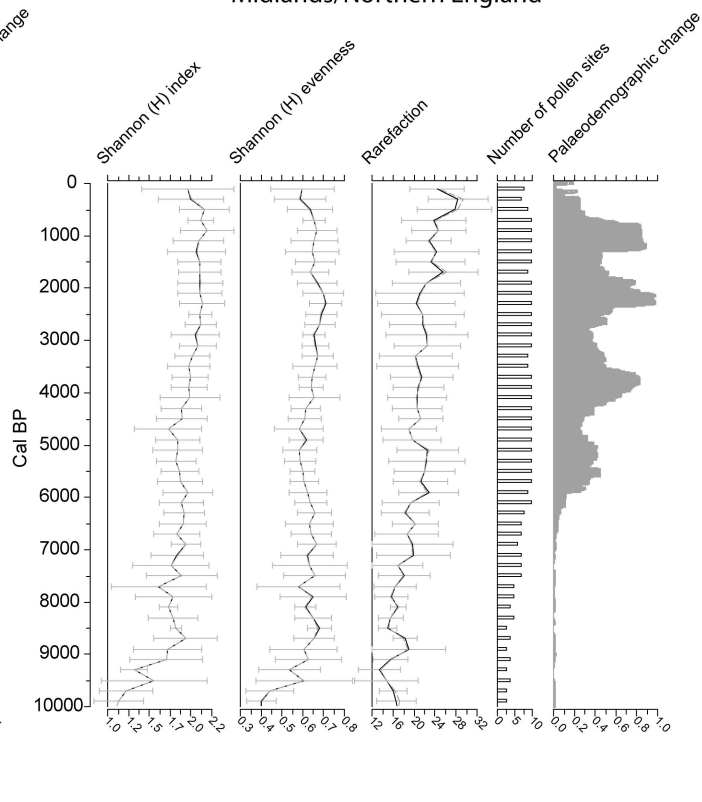 Midlands/Northern England
ange
Shannon (H) index
Shannon (H) evenness
Rarefaction
Number of pollen sites
Palaeodemographic change
Cal BP
0
1000
2000
3000
4000
5000
6000
7000
8000
9000
10000
1.0 1.2 1.5 1.7 2.0 2.2
0.3 0.4 0.5 0.6 0.7 0.8
12 16 20 24 28 32
0 5 10
0.0 0.2 0.4 0.6 0.8 1.0